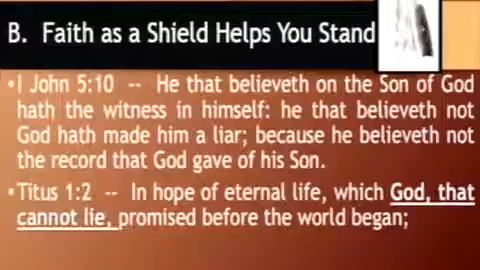 B. Faith as a Shield Helps You Stand
•I John 5:10 -- He that believeth on the Son of God
hath the witness in himself: he that believeth not
God hath made him a liar; because he believeth not
the record that God gave of his Son.
•Titus 1:2 -- In hope of eternal life, which God, that
cannot lie, promised before the world began;